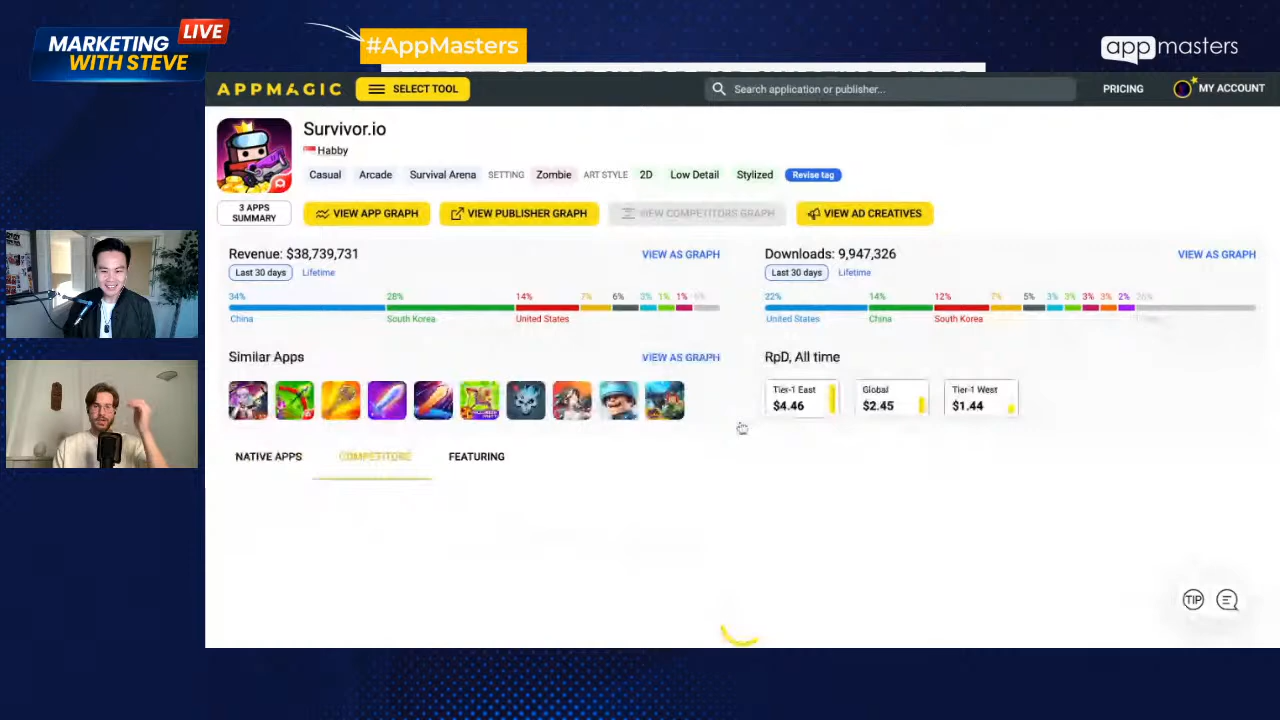 MARKETING LIVE
WITH STEVE
#AppMasters
app masters
APPMAGIC
SELECT TOOL
Search application or publisher...
PRICING
MY ACCOUNT
Survivor.io
Habby
Casual Arcade Survival Arena SETTING Zombie ART STYLE 2D Low Detail Stylized Revise tag
3 APPS
SUMMARY
VIEW APP GRAPH
VIEW PUBLISHER GRAPH
VIEW COMPETITORS GRAPH
VIEW AD CREATIVES
Revenue: $38,739,731
VIEW AS GRAPH
Last 30 days Lifetime
34% 28% 14% 7% 6% 3% 1% 1%
China South Korea United States
Downloads: 9,947,326
VIEW AS GRAPH
Last 30 days Lifetime
22% 14% 12% 7% 5% 3% 3% 3% 3% 2% 26%
United States China South Korea
Similar Apps
VIEW AS GRAPH
RpD, All time
Tier-1 East
$4.46
Global
$2.45
Tier-1 West
$1.44
NATIVE APPS COMPETITORS FEATURING
TIP